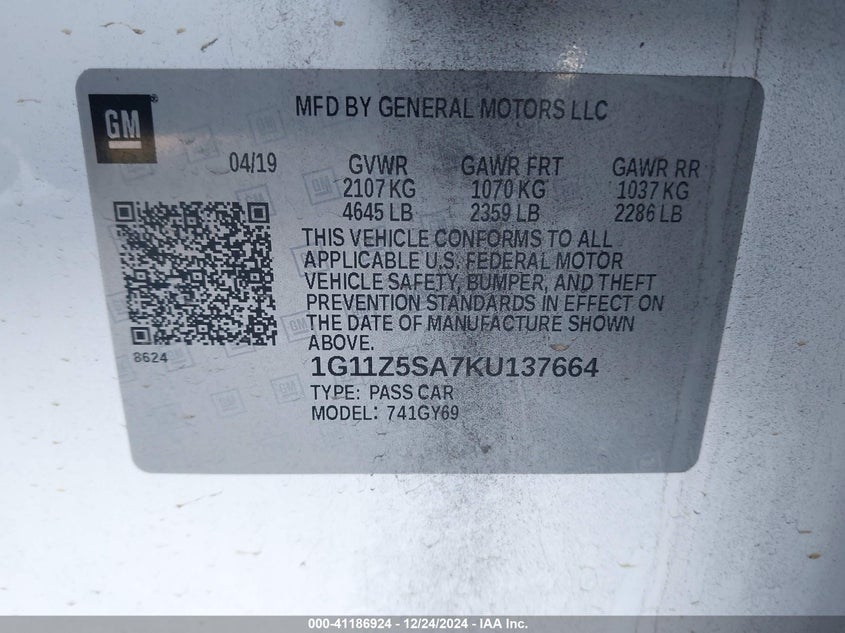 GM
MFD BY GENERAL MOTORS LLC
04/19 GVWR GAWR FRT GAWR RR
2107 KG 1070 KG 1037 KG
4645 LB 2359 LB 2286 LB
THIS VEHICLE CONFORMS TO ALL
APPLICABLE U.S. FEDERAL MOTOR
VEHICLE SAFETY, BUMPER, AND THEFT
PREVENTION STANDARDS IN EFFECT ON
THE DATE OF MANUFACTURE SHOWN
ABOVE.
8624
1G11Z5SA7KU137664
TYPE: PASS CAR
MODEL: 741GY69
000-41186924 - 12/24/2024 - IAA Inc.